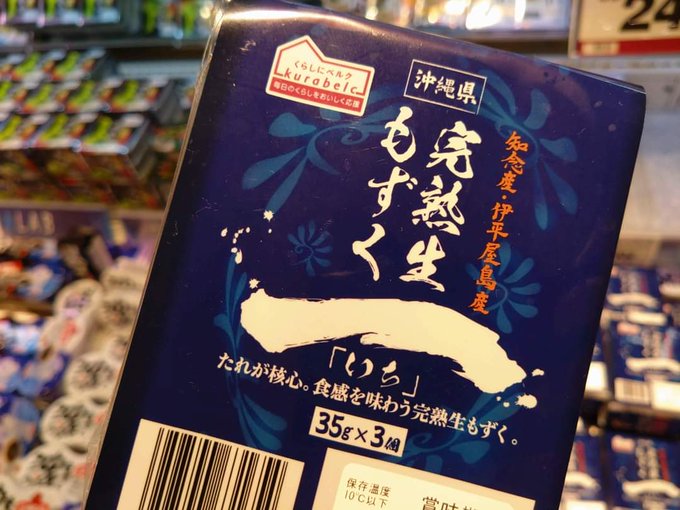 くらしにベルク
kurabelc
毎日のくらしをおいしく応援
沖縄県
知念産・伊平屋島産
完熟生
もずく
一
「いち」
たれが核心。食感を味わう完熟生もずく。
35g×3個
保存温度
10℃以下
賞味
24
LAB